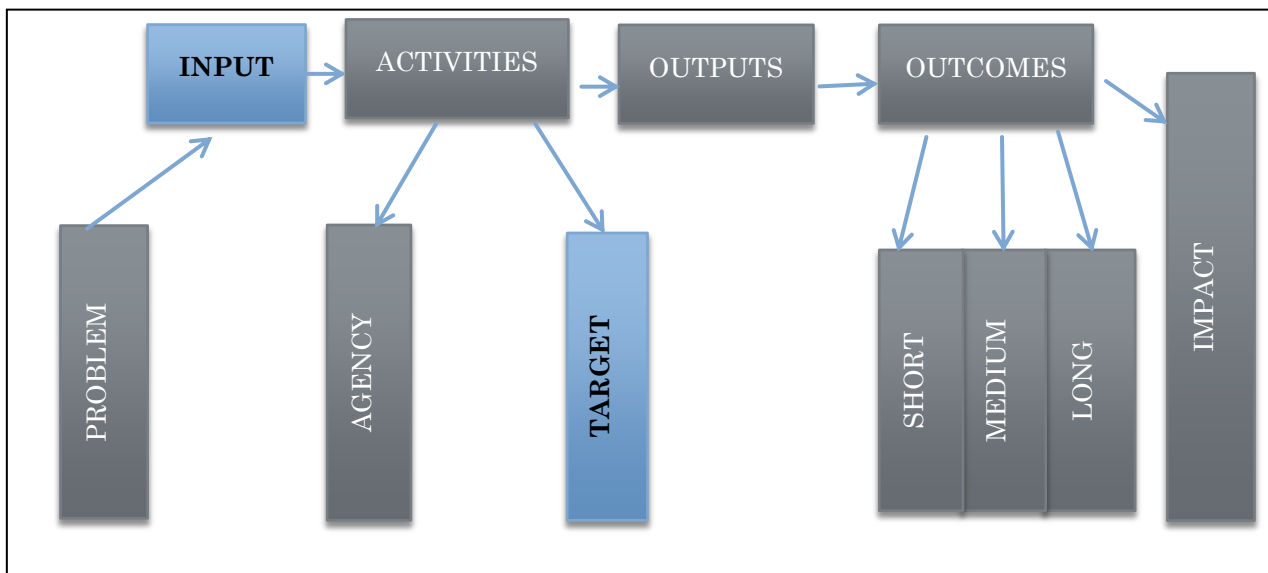 INPUT
ACTIVITIES
OUTPUTS
OUTCOMES
PROBLEM
AGENCY
TARGET
SHORT
MEDIUM
LONG
IMPACT